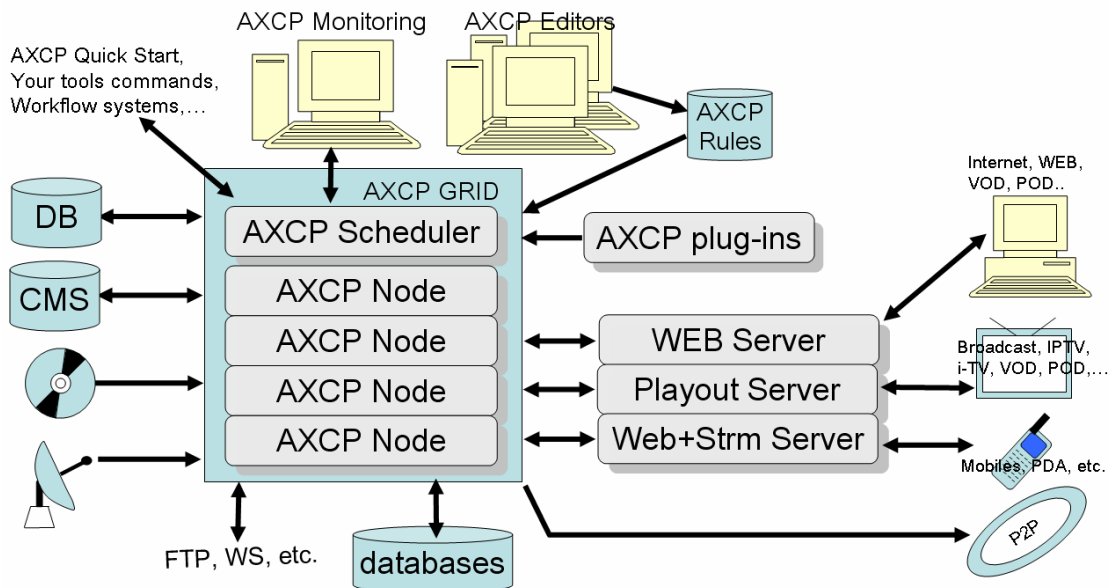 AXCP Monitoring
AXCP Editors
AXCP Quick Start,
Your tools commands,
Workflow systems,...
AXCP
Rules
Internet, WEB,
VOD, POD..
AXCP GRID
DB
AXCP Scheduler
AXCP plug-ins
CMS
AXCP Node
AXCP Node
WEB Server
Broadcast, IPTV,
i-TV, VOD, POD,...
AXCP Node
Playout Server
AXCP Node
Web+Strm Server
Mobiles, PDA, etc.
P2P
FTP, WS, etc.
databases